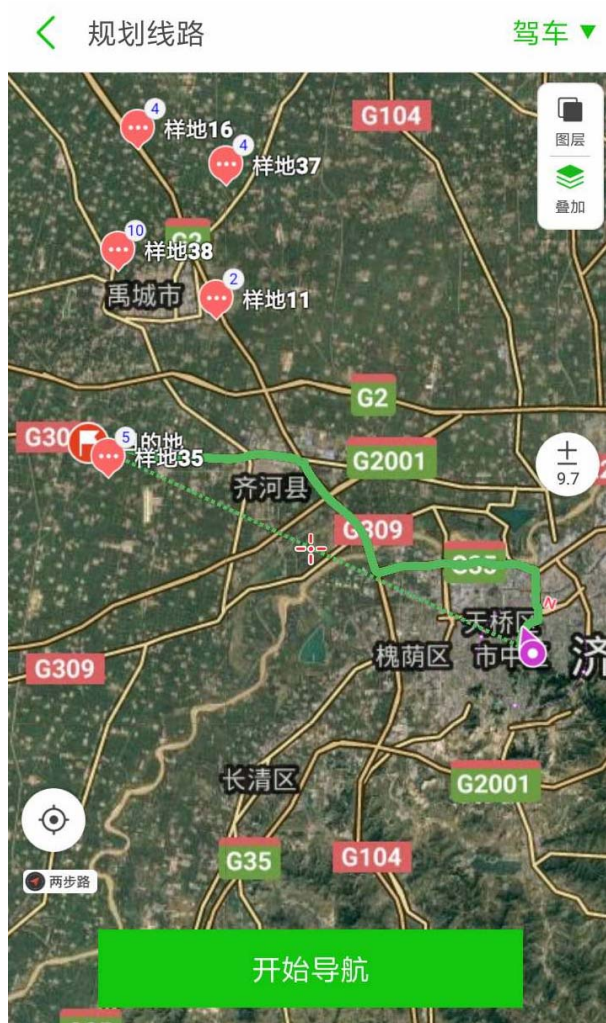 规划线路
驾车
G104
图层
叠加
4
样地16
4
样地37
10
样地38
G2
禹城市
2
样地11
G2
G30
5
的地
样地35
G2001
9.7
齐河县
G309
G35
N
天桥区
槐荫区
市中区
济
G309
长清区
G2001
两步路
G35
G104
开始导航